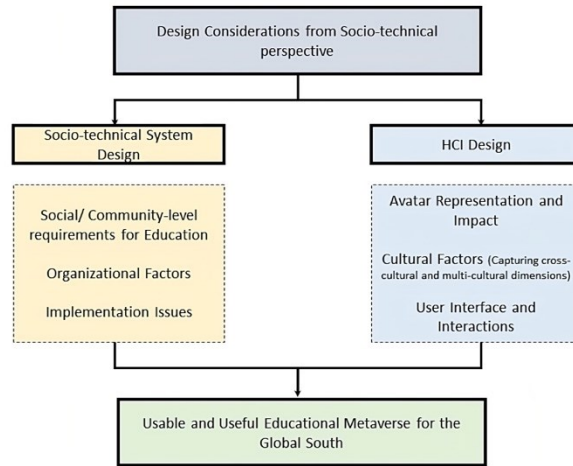 Design Considerations from Socio-technical
perspective
Socio-technical System
Design
HCI Design
Social/ Community-level
requirements for Education
Organizational Factors
Implementation Issues
Avatar Representation and
Impact
Cultural Factors (Capturing cross-
cultural and multi-cultural dimensions)
User Interface and
Interactions
Usable and Useful Educational Metaverse for the
Global South